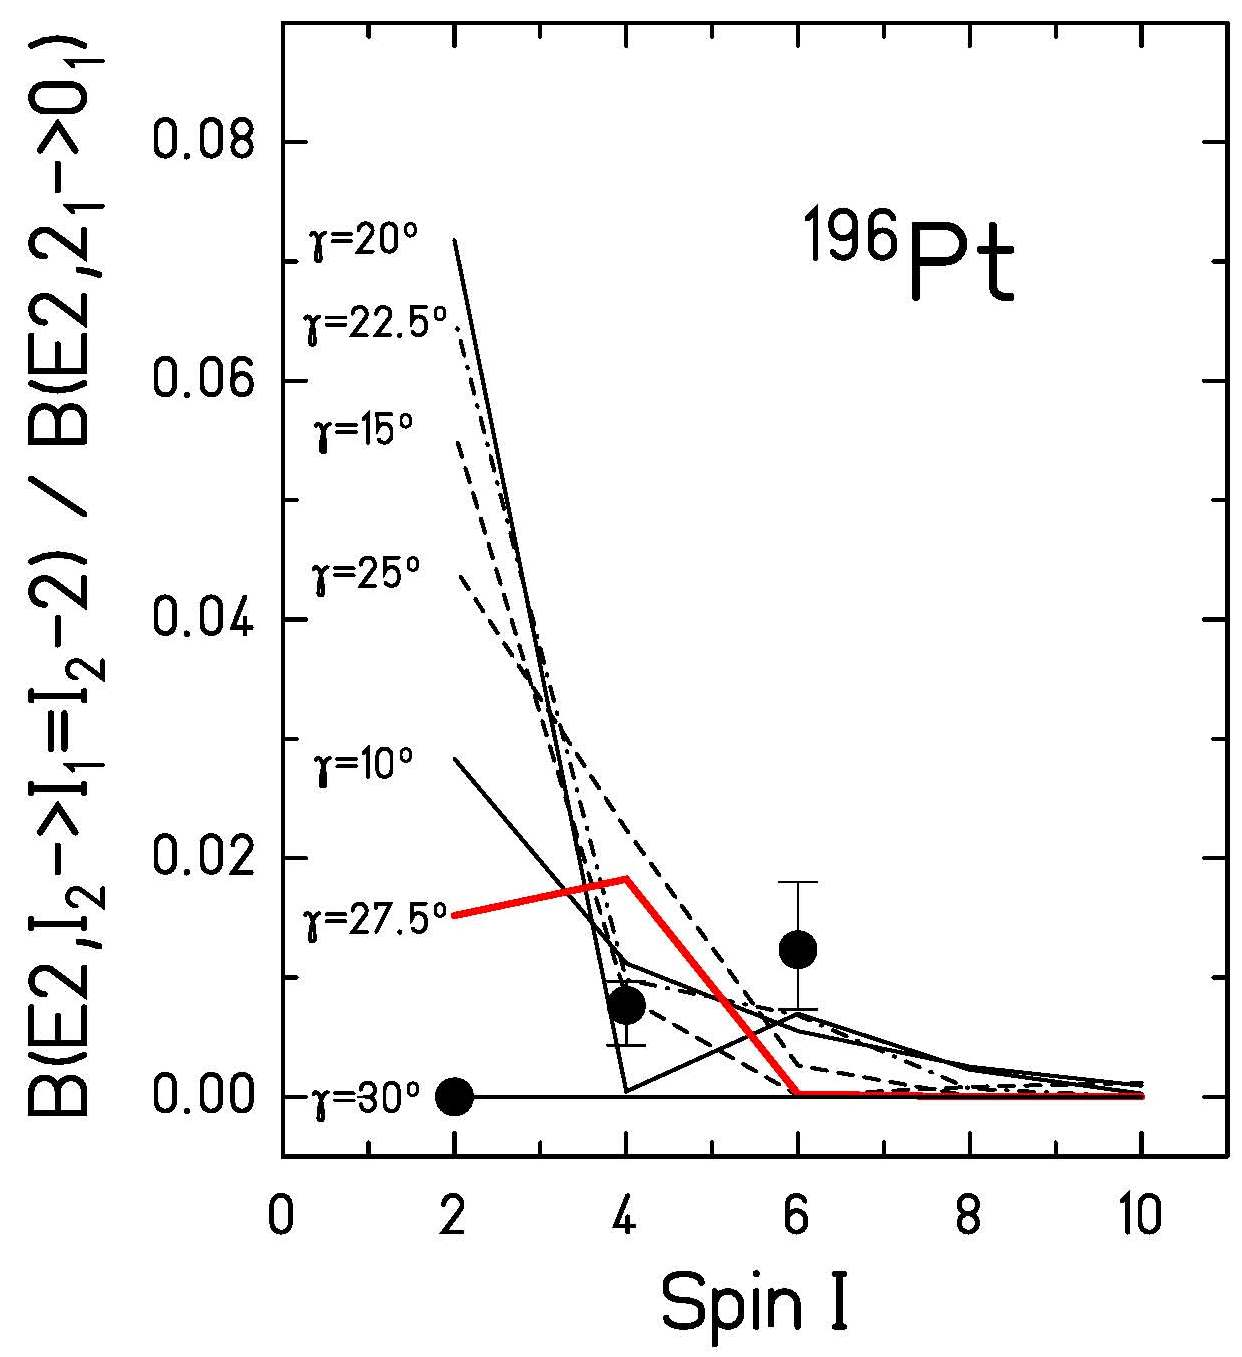 B(E2,I₂->I₁=I₂-2) / B(E2,2₁->0₁)
0.08
0.06
0.04
0.02
0.00
¹⁹⁶Pt
γ=20°
γ=22.5°
γ=15°
γ=25°
γ=10°
γ=27.5°
γ=30°
0 2 4 6 8 10
Spin I